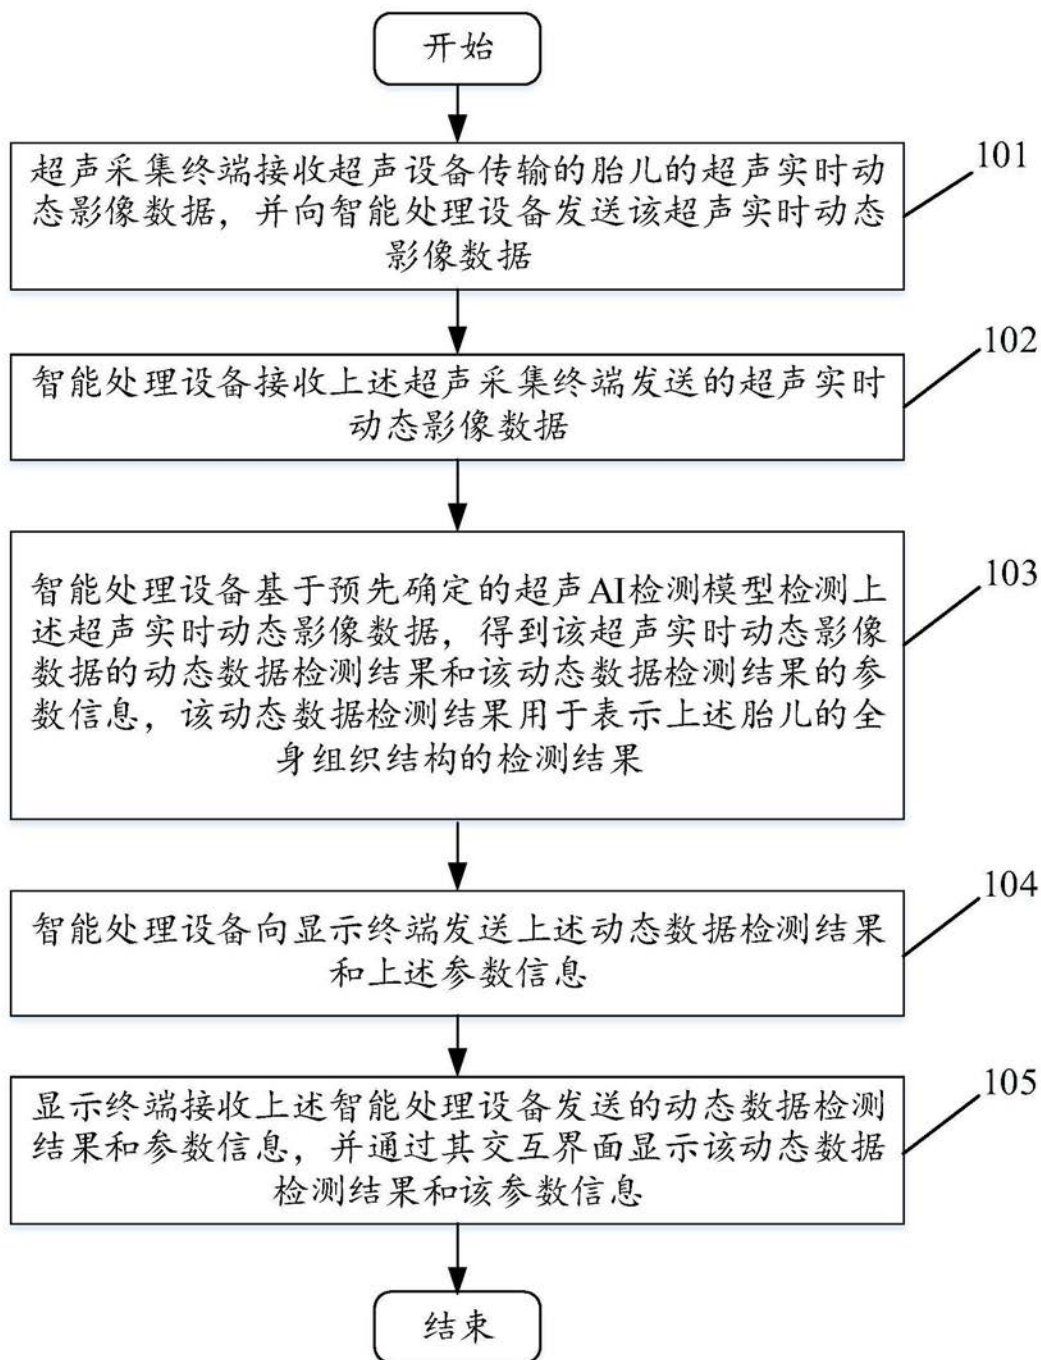 开始
101
超声采集终端接收超声设备传输的胎儿的超声实时动
态影像数据，并向智能处理设备发送该超声实时动态
影像数据
102
智能处理设备接收上述超声采集终端发送的超声实时
动态影像数据
103
智能处理设备基于预先确定的超声AI检测模型检测上
述超声实时动态影像数据，得到该超声实时动态影像
数据的动态数据检测结果和该动态数据检测结果的参
数信息，该动态数据检测结果用于表示上述胎儿的全
身组织结构的检测结果
104
智能处理设备向显示终端发送上述动态数据检测结果
和上述参数信息
105
显示终端接收上述智能处理设备发送的动态数据检测
结果和参数信息，并通过其交互界面显示该动态数据
检测结果和该参数信息
结束